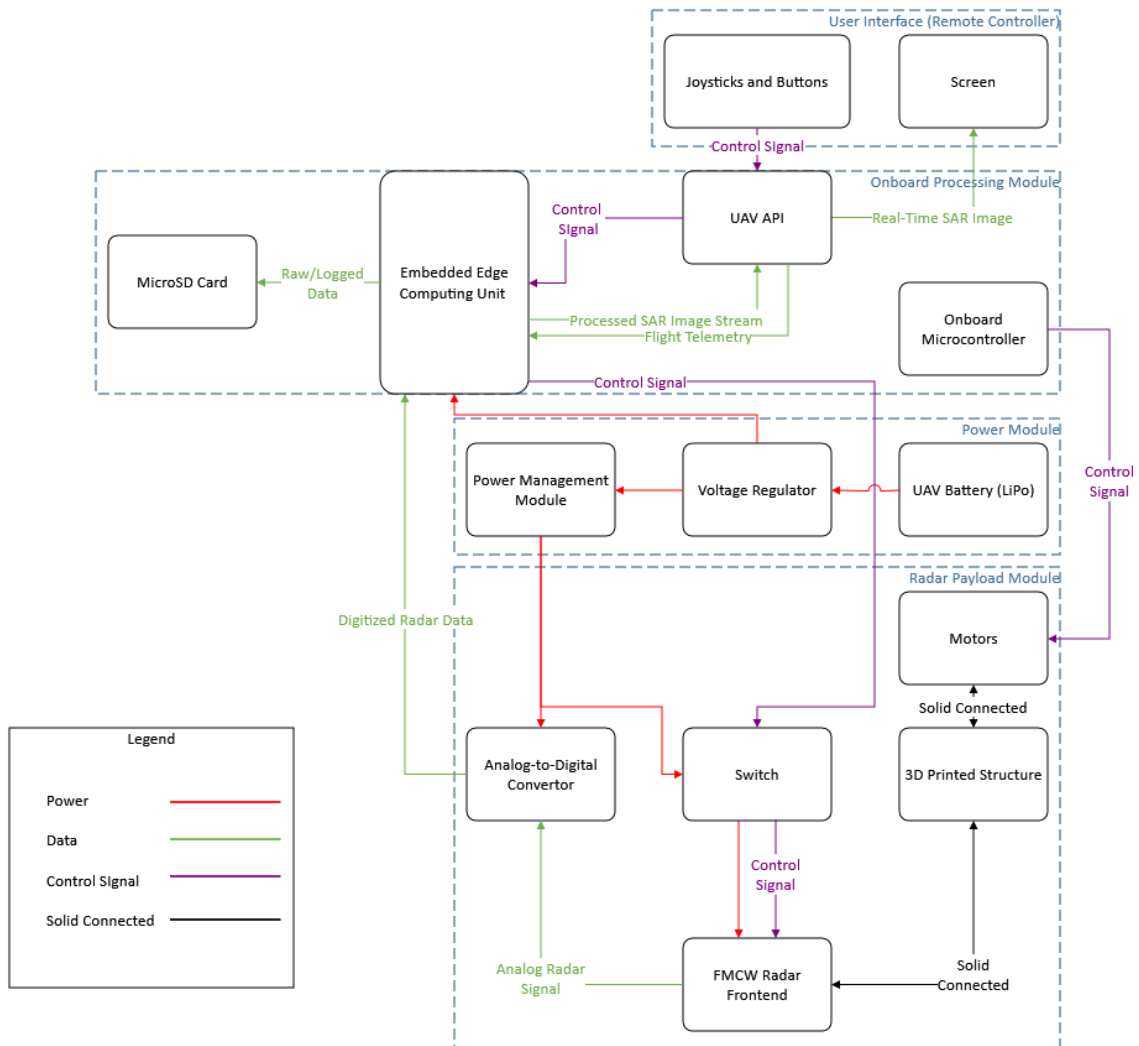 User Interface (Remote Controller)
Joysticks and Buttons
Screen
Control SIgnal
Onboard Processing Module
UAV API
Real-Time SAR Image
Control
SIgnal
MicroSD Card
Raw/Logged
Data
Embedded Edge
Computing Unit
Processed SAR Image Stream
Flight Telemetry
Onboard
Microcontroller
Control Signal
Power Module
Power Management
Module
Voltage Regulator
UAV Battery (LiPo)
Control
Signal
Radar Payload Module
Digitized Radar Data
Motors
Solid Connected
Analog-to-Digital
Convertor
Switch
3D Printed Structure
Control
Signal
Analog Radar
Signal
FMCW Radar
Frontend
Solid
Connected
Legend
Power
Data
Control SIgnal
Solid Connected